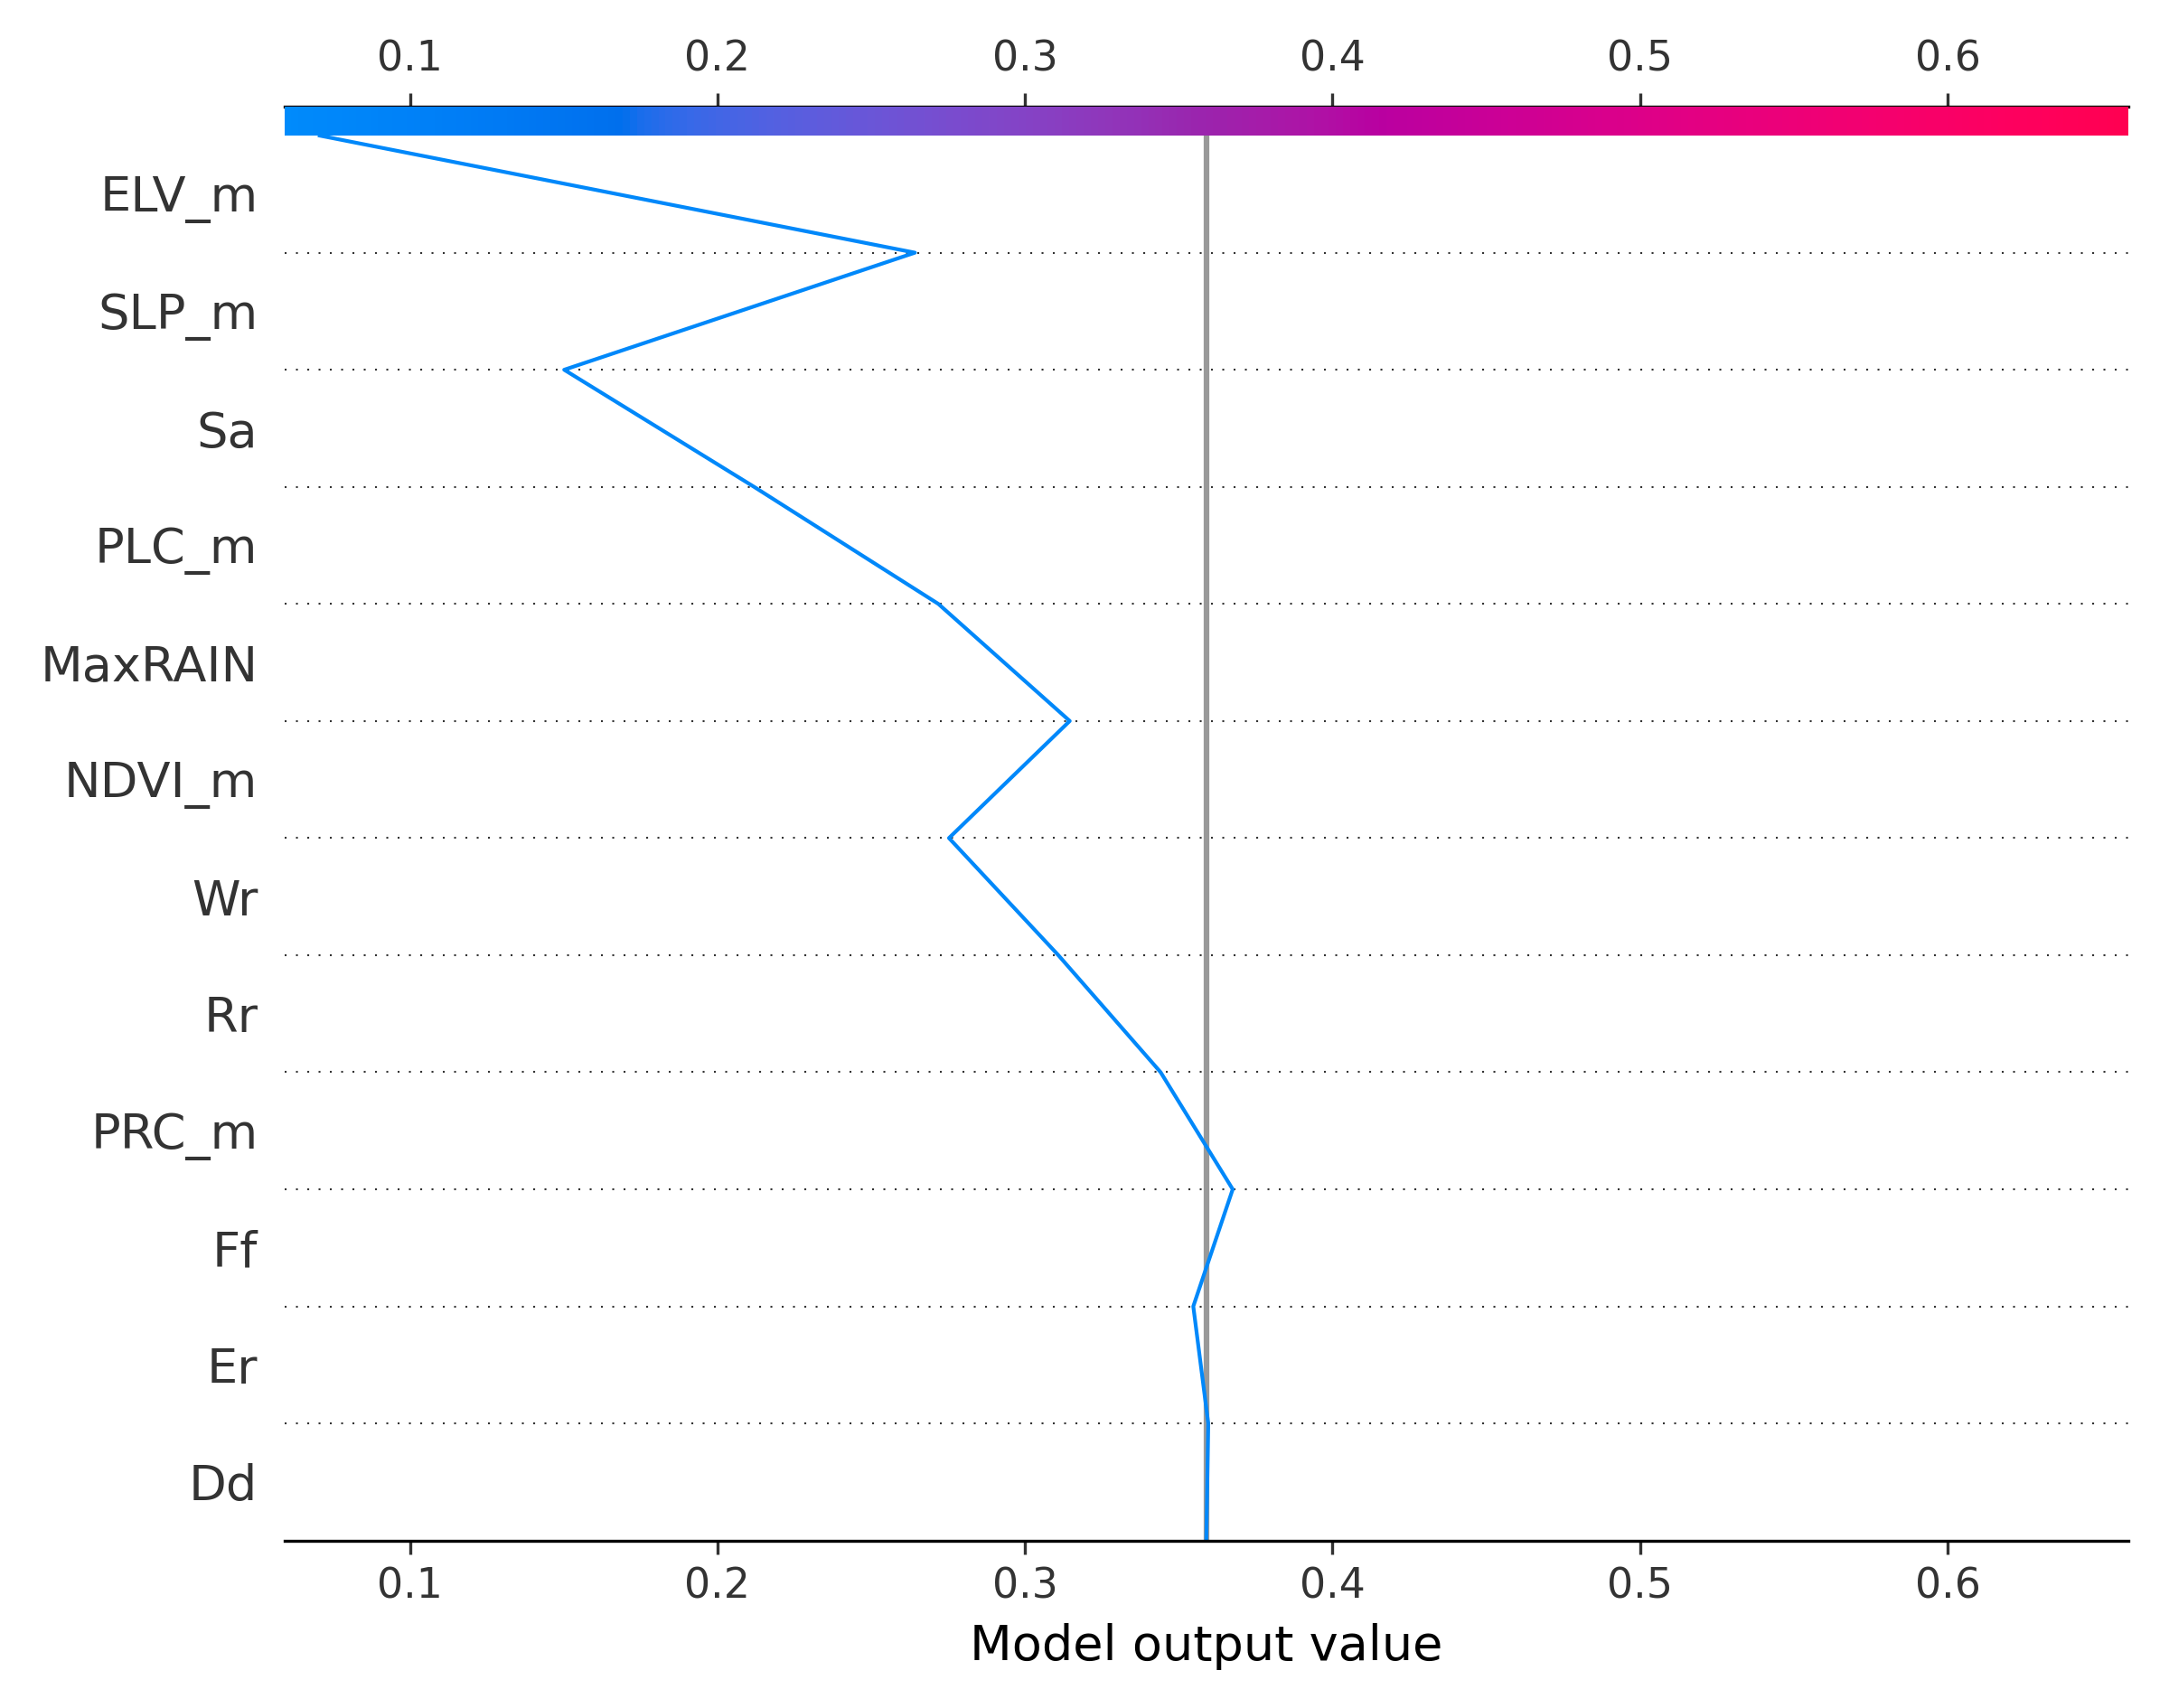 0.1 0.2 0.3 0.4 0.5 0.6
ELV_m
SLP_m
Sa
PLC_m
MaxRAIN
NDVI_m
Wr
Rr
PRC_m
Ff
Er
Dd
0.1 0.2 0.3 0.4 0.5 0.6
Model output value